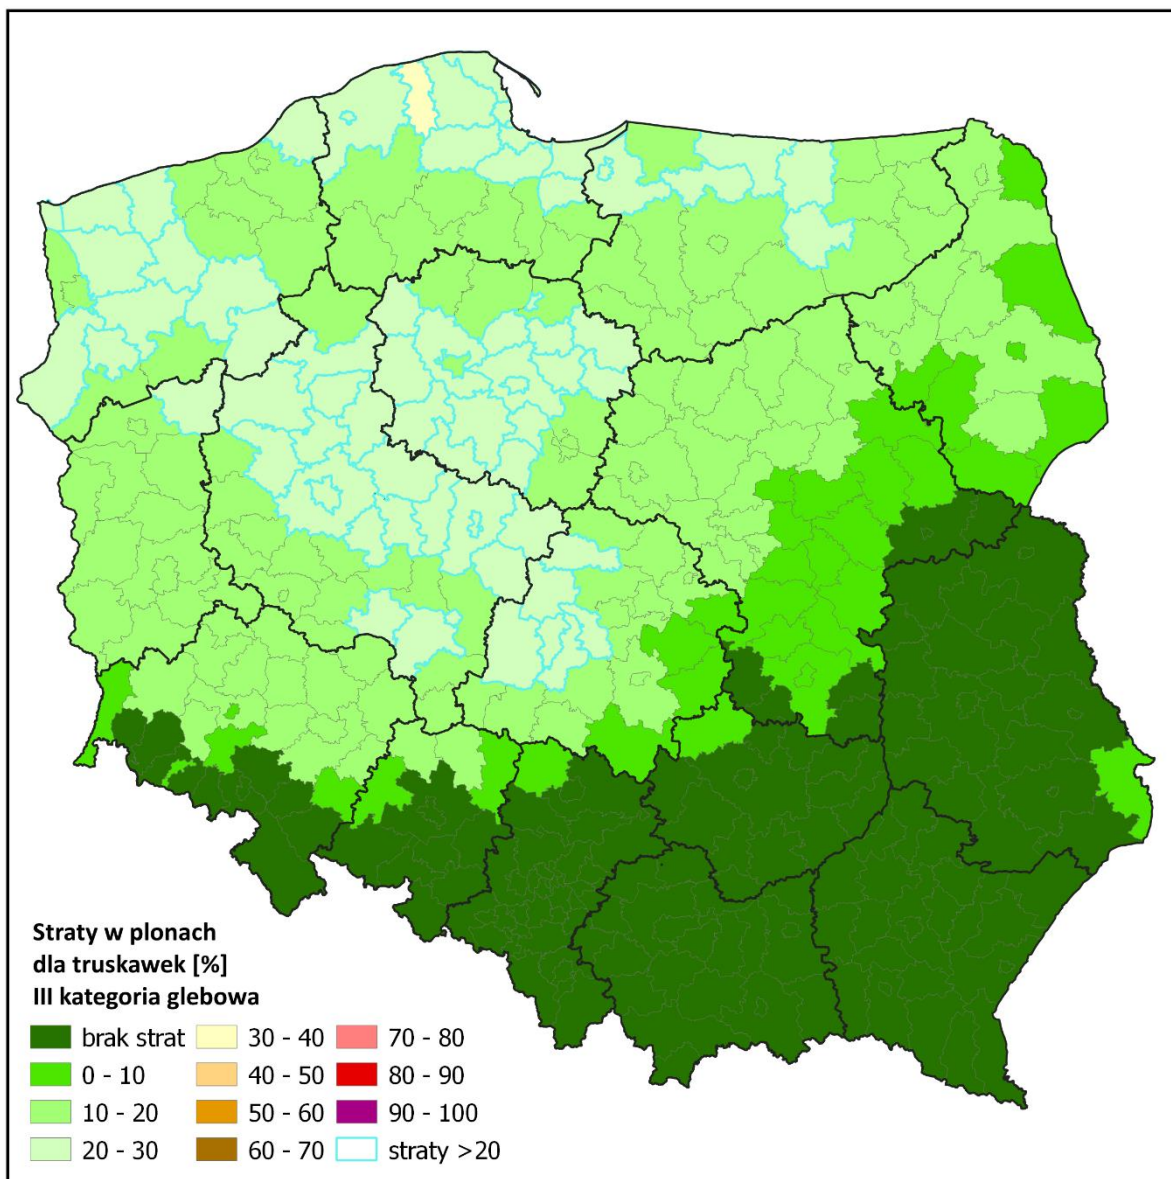 Straty w plonach
dla truskawek [%]
III kategoria glebowa
brak strat
0 - 10
10 - 20
20 - 30
30 - 40
40 - 50
50 - 60
60 - 70
70 - 80
80 - 90
90 - 100
straty >20